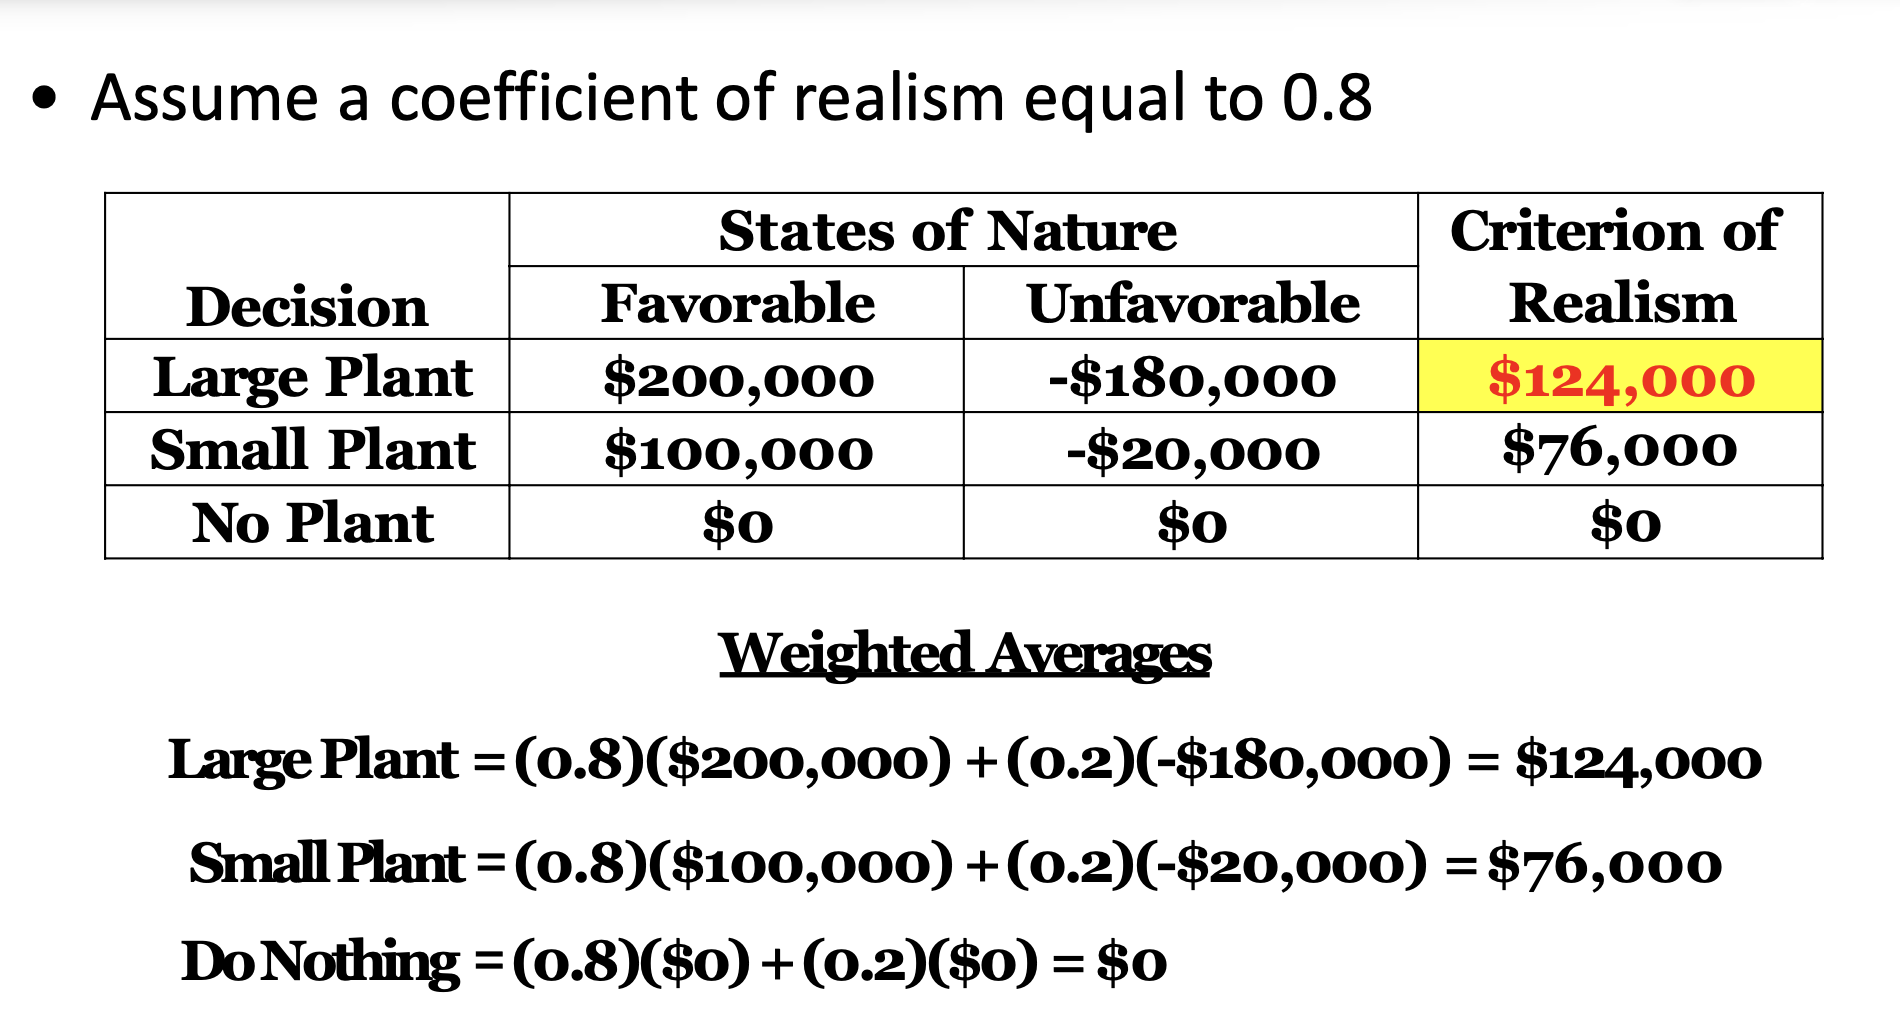 • Assume a coefficient of realism equal to 0.8
States of Nature
Criterion of Realism
Decision
Favorable
Unfavorable
Large Plant $200,000 -$180,000 $124,000
Small Plant $100,000 -$20,000 $76,000
No Plant $0 $0 $0
Weighted Averages
Large Plant = (0.8)($200,000) + (0.2)(-$180,000) = $124,000
Small Plant = (0.8)($100,000) + (0.2)(-$20,000) = $76,000
Do Nothing = (0.8)($0) + (0.2)($0) = $0